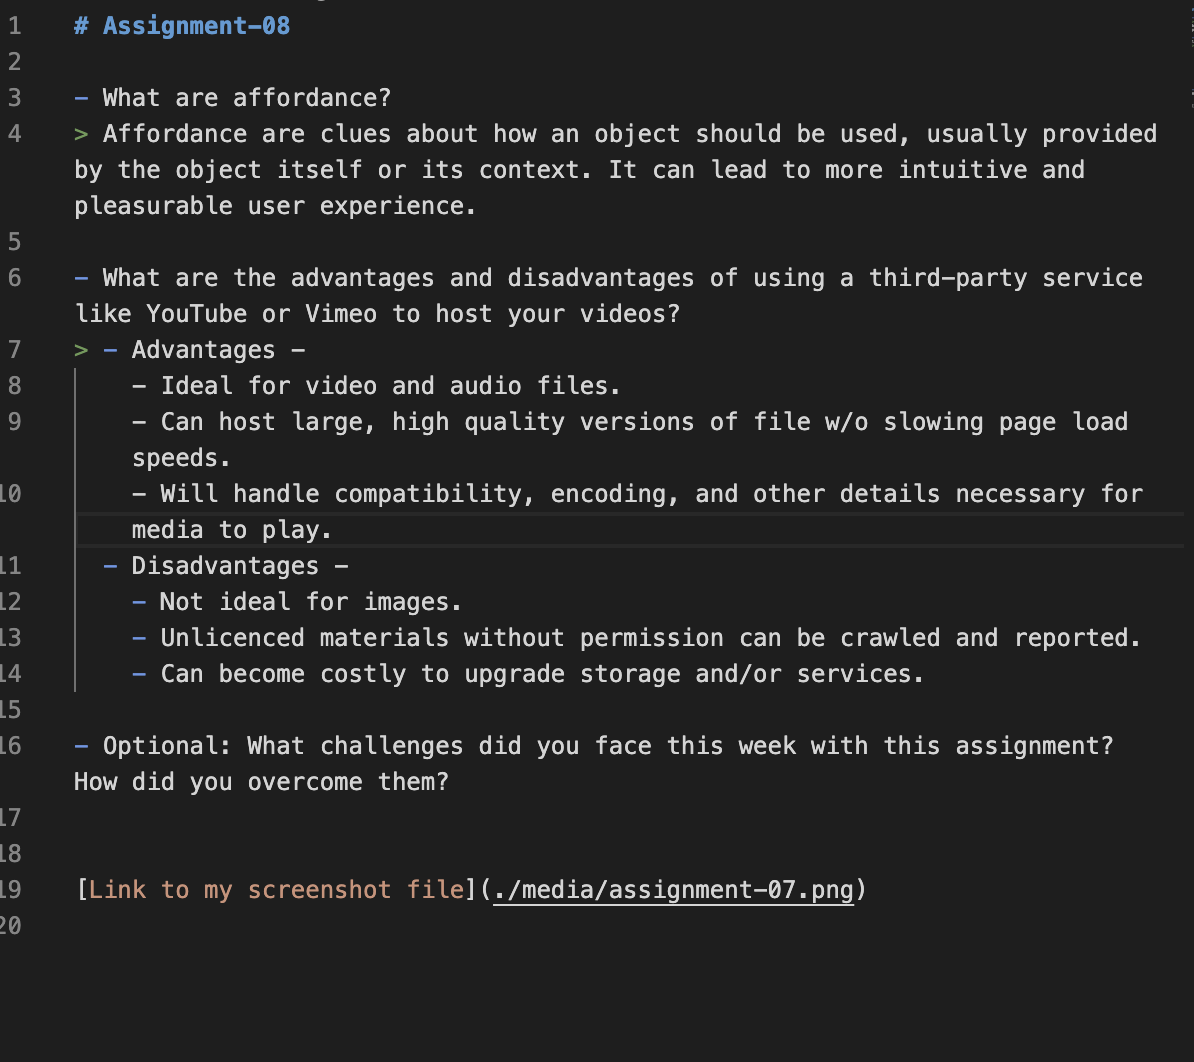 1 # Assignment-08
2
3 - What are affordance?
4 > Affordance are clues about how an object should be used, usually provided
by the object itself or its context. It can lead to more intuitive and
pleasurable user experience.
5
6 - What are the advantages and disadvantages of using a third-party service
like YouTube or Vimeo to host your videos?
7 > - Advantages -
8 - Ideal for video and audio files.
9 - Can host large, high quality versions of file w/o slowing page load
speeds.
10 - Will handle compatibility, encoding, and other details necessary for
media to play.
11 - Disadvantages -
12 - Not ideal for images.
13 - Unlicenced materials without permission can be crawled and reported.
14 - Can become costly to upgrade storage and/or services.
15
16 - Optional: What challenges did you face this week with this assignment?
How did you overcome them?
17
18
19 [Link to my screenshot file](./media/assignment-07.png)
20